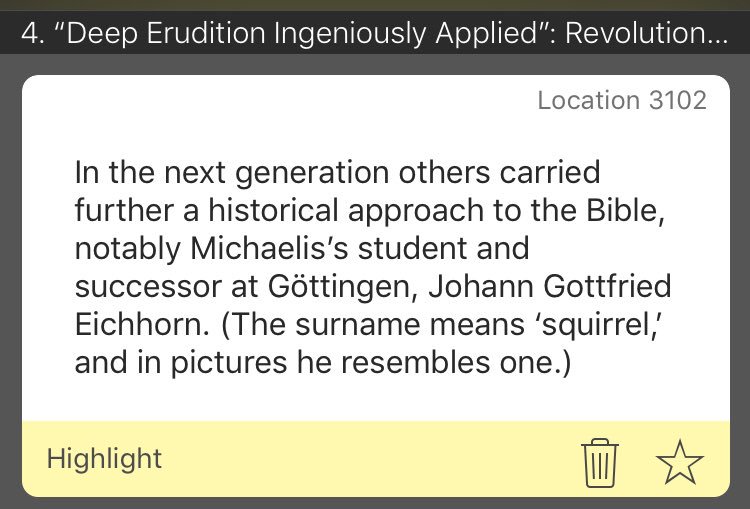 4. “Deep Erudition Ingeniously Applied”: Revolution...
Location 3102
In the next generation others carried
further a historical approach to the Bible,
notably Michaelis’s student and
successor at Göttingen, Johann Gottfried
Eichhorn. (The surname means ‘squirrel,’
and in pictures he resembles one.)
Highlight